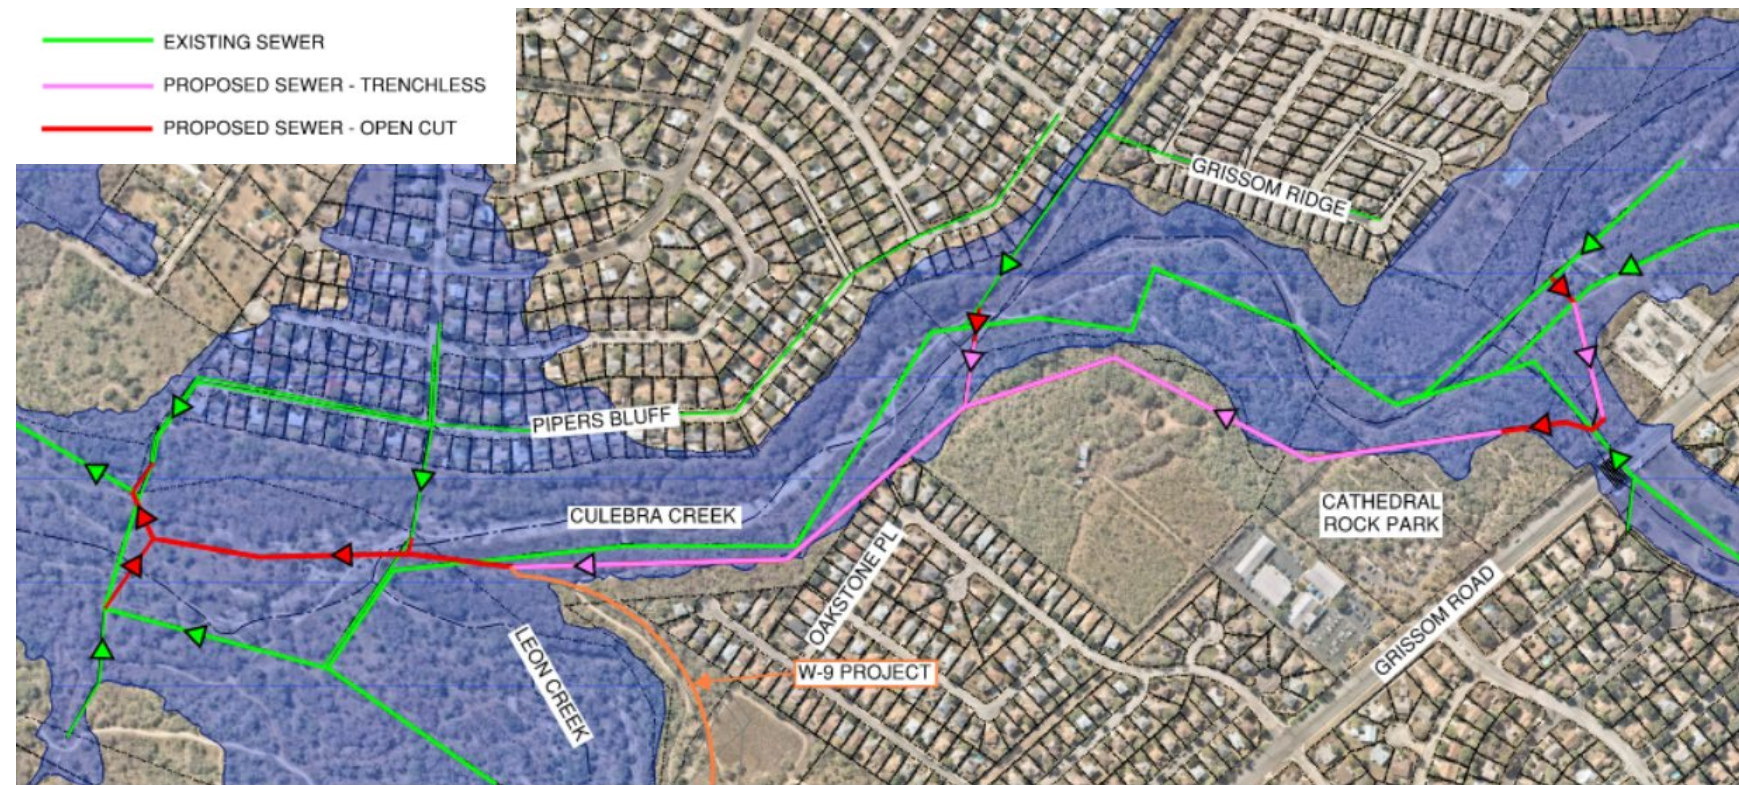 EXISTING SEWER
PROPOSED SEWER - TRENCHLESS
PROPOSED SEWER - OPEN CUT
GRISSOM RIDGE
PIPERS BLUFF
CULEBRA CREEK
CATHEDRAL
ROCK PARK
OAKSTONE PL
GRISSOM ROAD
LEON CREEK
W-9 PROJECT